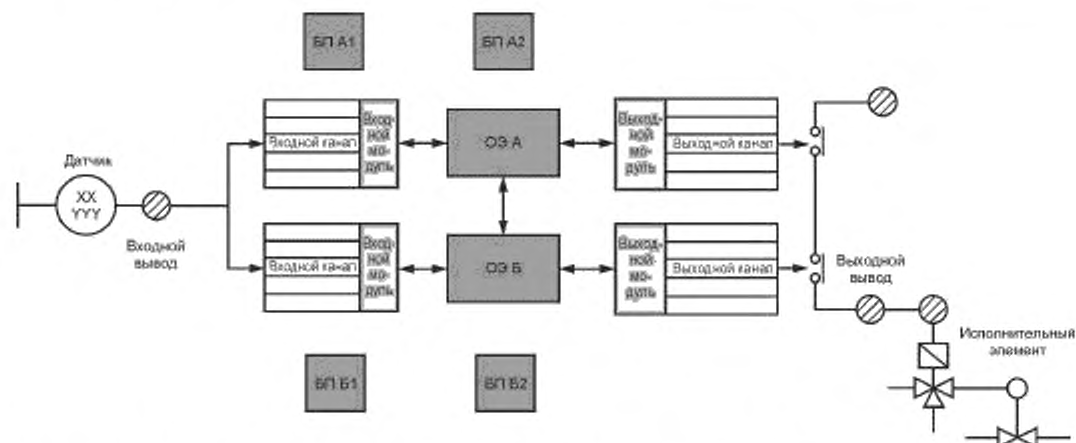 БП А1
БП А2
Вход-
ной
мо-
дуль
Входной канал
ОЭ А
Выход-
ной
мо-
дуль
Выходной канал
Датчик
XX
YYY
Входной
вывод
Вход-
ной
мо-
дуль
Входной канал
ОЭ Б
Выход-
ной
мо-
дуль
Выходной канал
Выходной
вывод
Исполнительный
элемент
БП Б1
БП Б2